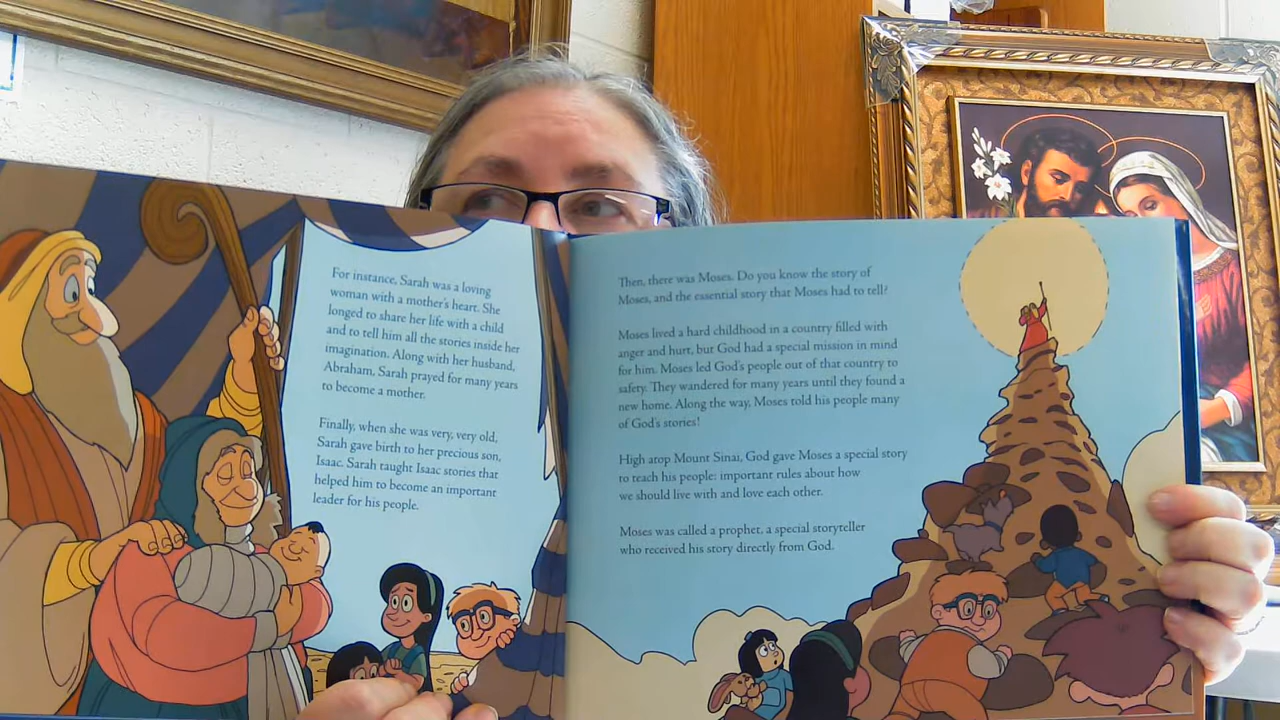 For instance, Sarah was a loving
woman with a mother's heart. She
longed to share her life with a child
and to tell him all the stories inside her
imagination. Along with her husband,
Abraham, Sarah prayed for many years
to become a mother.
Finally, when she was very, very old,
Sarah gave birth to her precious son,
Isaac. Sarah taught Isaac stories that
helped him to become an important
leader for his people.
Then, there was Moses. Do you know the story of
Moses, and the essential story that Moses had to tell?
Moses lived a hard childhood in a country filled with
anger and hurt, but God had a special mission in mind
for him. Moses led God's people out of that country to
safety. They wandered for many years until they found a
new home. Along the way, Moses told his people many
of God's stories!
High atop Mount Sinai, God gave Moses a special story
to teach his people: important rules about how
we should live with and love each other.
Moses was called a prophet, a special storyteller
who received his story directly from God.